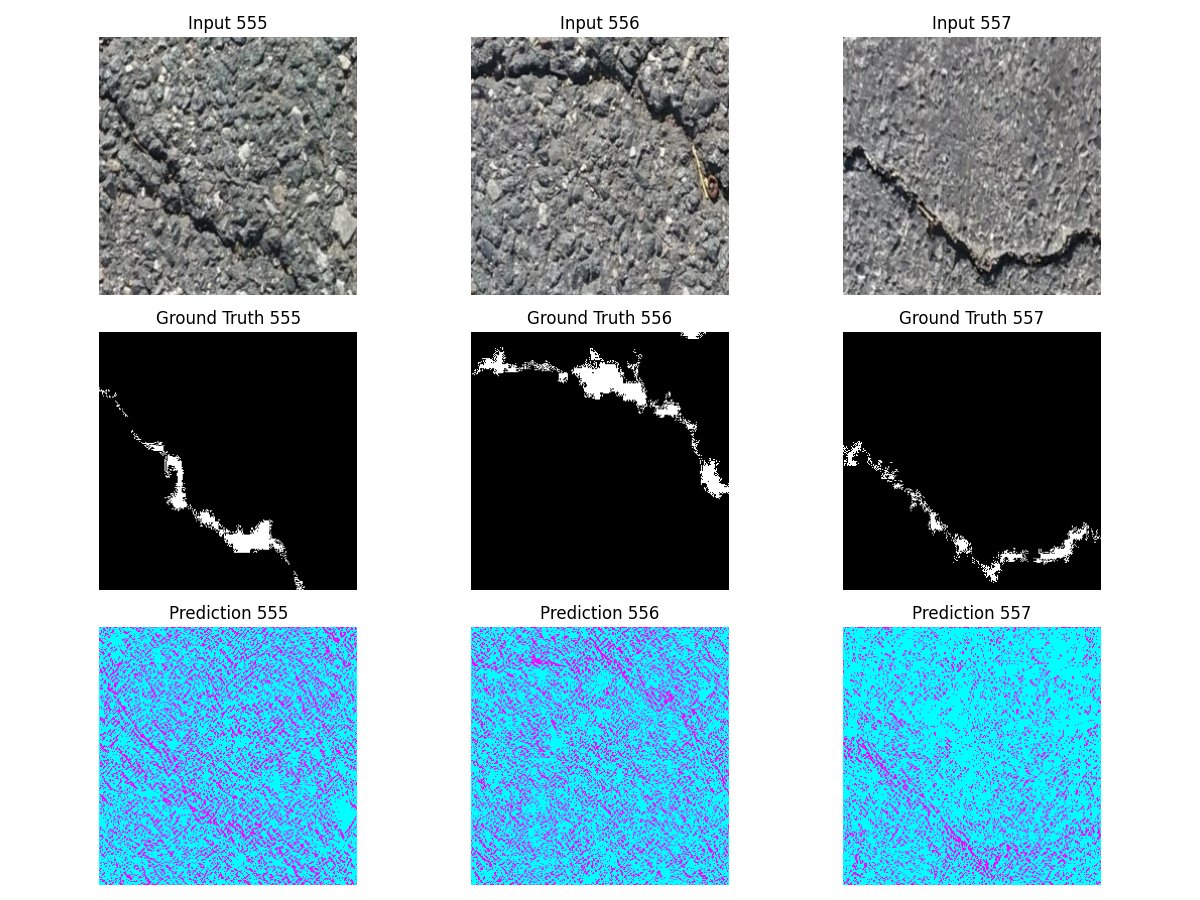 Input 555
Input 556
Input 557
Ground Truth 555
Ground Truth 556
Ground Truth 557
Prediction 555
Prediction 556
Prediction 557